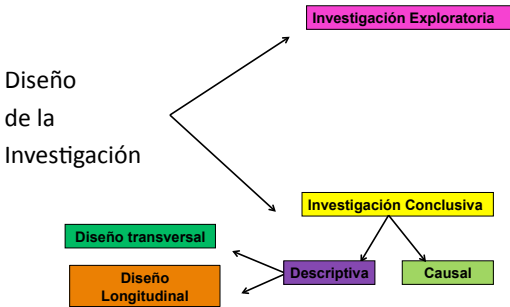 Investigación Exploratoria
Diseño
de la
Investigación
Investigación Conclusiva
Diseño transversal
Descriptiva
Causal
Diseño
Longitudinal